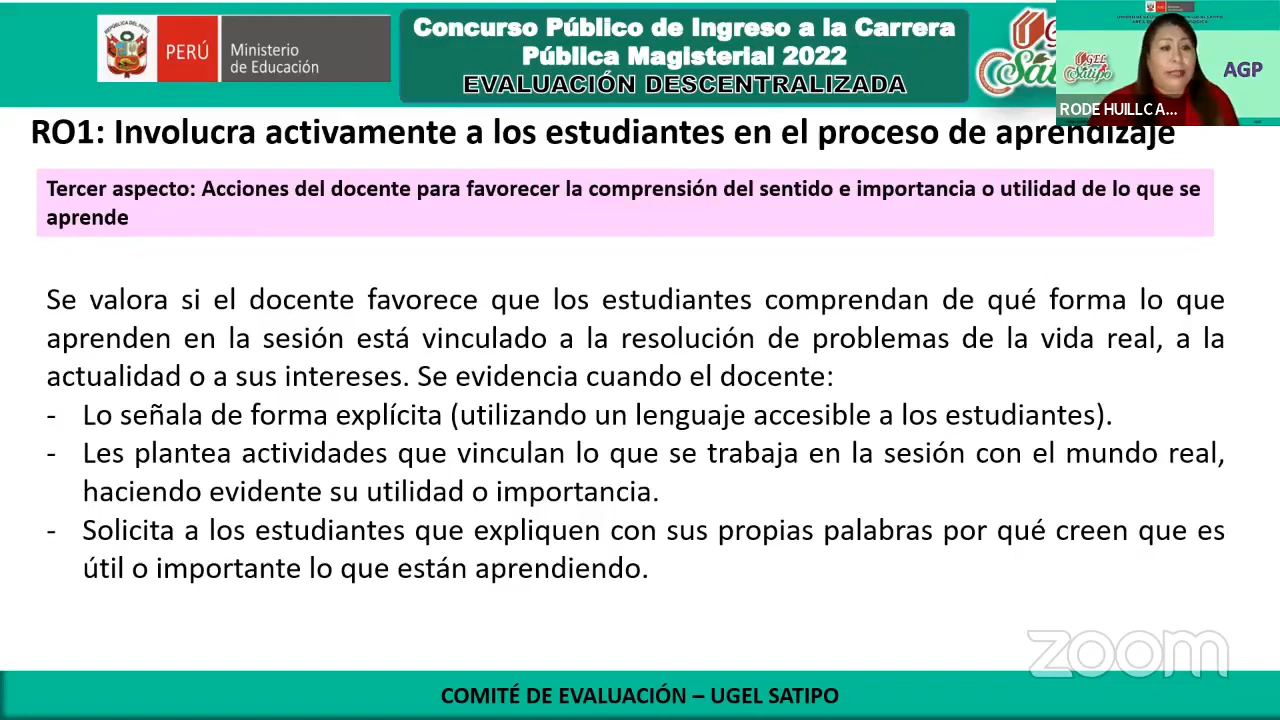 PERÚ
Ministerio
de Educación
Concurso Público de Ingreso a la Carrera
Pública Magisterial 2022
EVALUACIÓN DESCENTRALIZADA
UGEL
Satipo
AGP
RODE HUILLC A...
RO1: Involucra activamente a los estudiantes en el proceso de aprendizaje
Tercer aspecto: Acciones del docente para favorecer la comprensión del sentido e importancia o utilidad de lo que se
aprende
Se valora si el docente favorece que los estudiantes comprendan de qué forma lo que
aprenden en la sesión está vinculado a la resolución de problemas de la vida real, a la
actualidad o a sus intereses. Se evidencia cuando el docente:
- Lo señala de forma explícita (utilizando un lenguaje accesible a los estudiantes).
- Les plantea actividades que vinculan lo que se trabaja en la sesión con el mundo real,
haciendo evidente su utilidad o importancia.
- Solicita a los estudiantes que expliquen con sus propias palabras por qué creen que es
útil o importante lo que están aprendiendo.
zoom
COMITÉ DE EVALUACIÓN – UGEL SATIPO